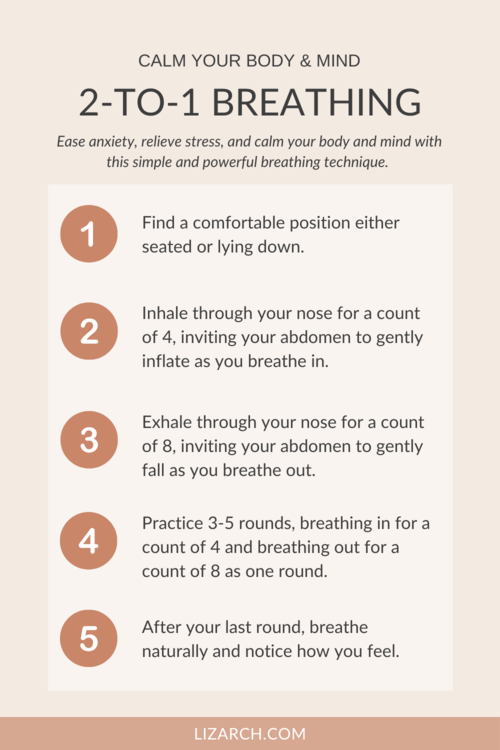 CALM YOUR BODY & MIND
2-TO-1 BREATHING
Ease anxiety, relieve stress, and calm your body and mind with
this simple and powerful breathing technique.
1
Find a comfortable position either
seated or lying down.
2
Inhale through your nose for a count
of 4, inviting your abdomen to gently
inflate as you breathe in.
3
Exhale through your nose for a count
of 8, inviting your abdomen to gently
fall as you breathe out.
4
Practice 3-5 rounds, breathing in for a
count of 4 and breathing out for a
count of 8 as one round.
5
After your last round, breathe
naturally and notice how you feel.
LIZARCH.COM